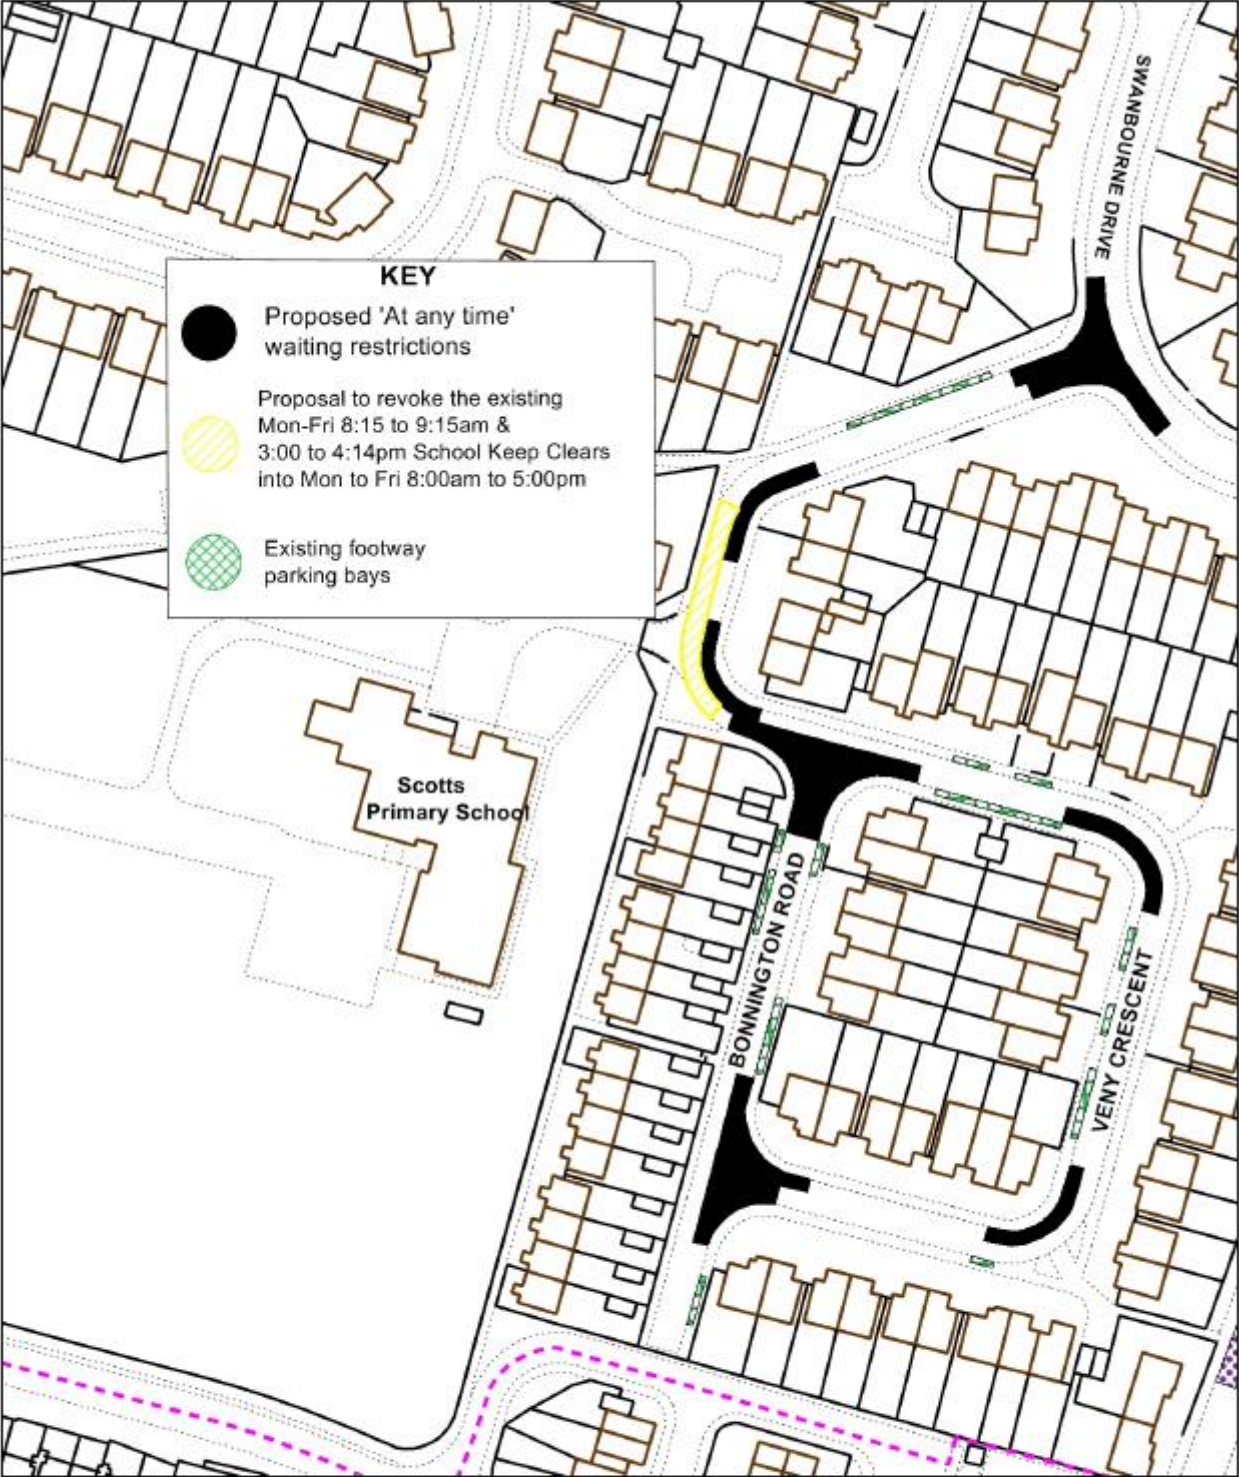 SWANBOURNE DRIVE
KEY
Proposed 'At any time'
waiting restrictions
Proposal to revoke the existing
Mon-Fri 8:15 to 9:15am &
3:00 to 4:14pm School Keep Clears
into Mon to Fri 8:00am to 5:00pm
Existing footway
parking bays
Scotts
Primary School
BONNINGTON ROAD
VENY CRESCENT